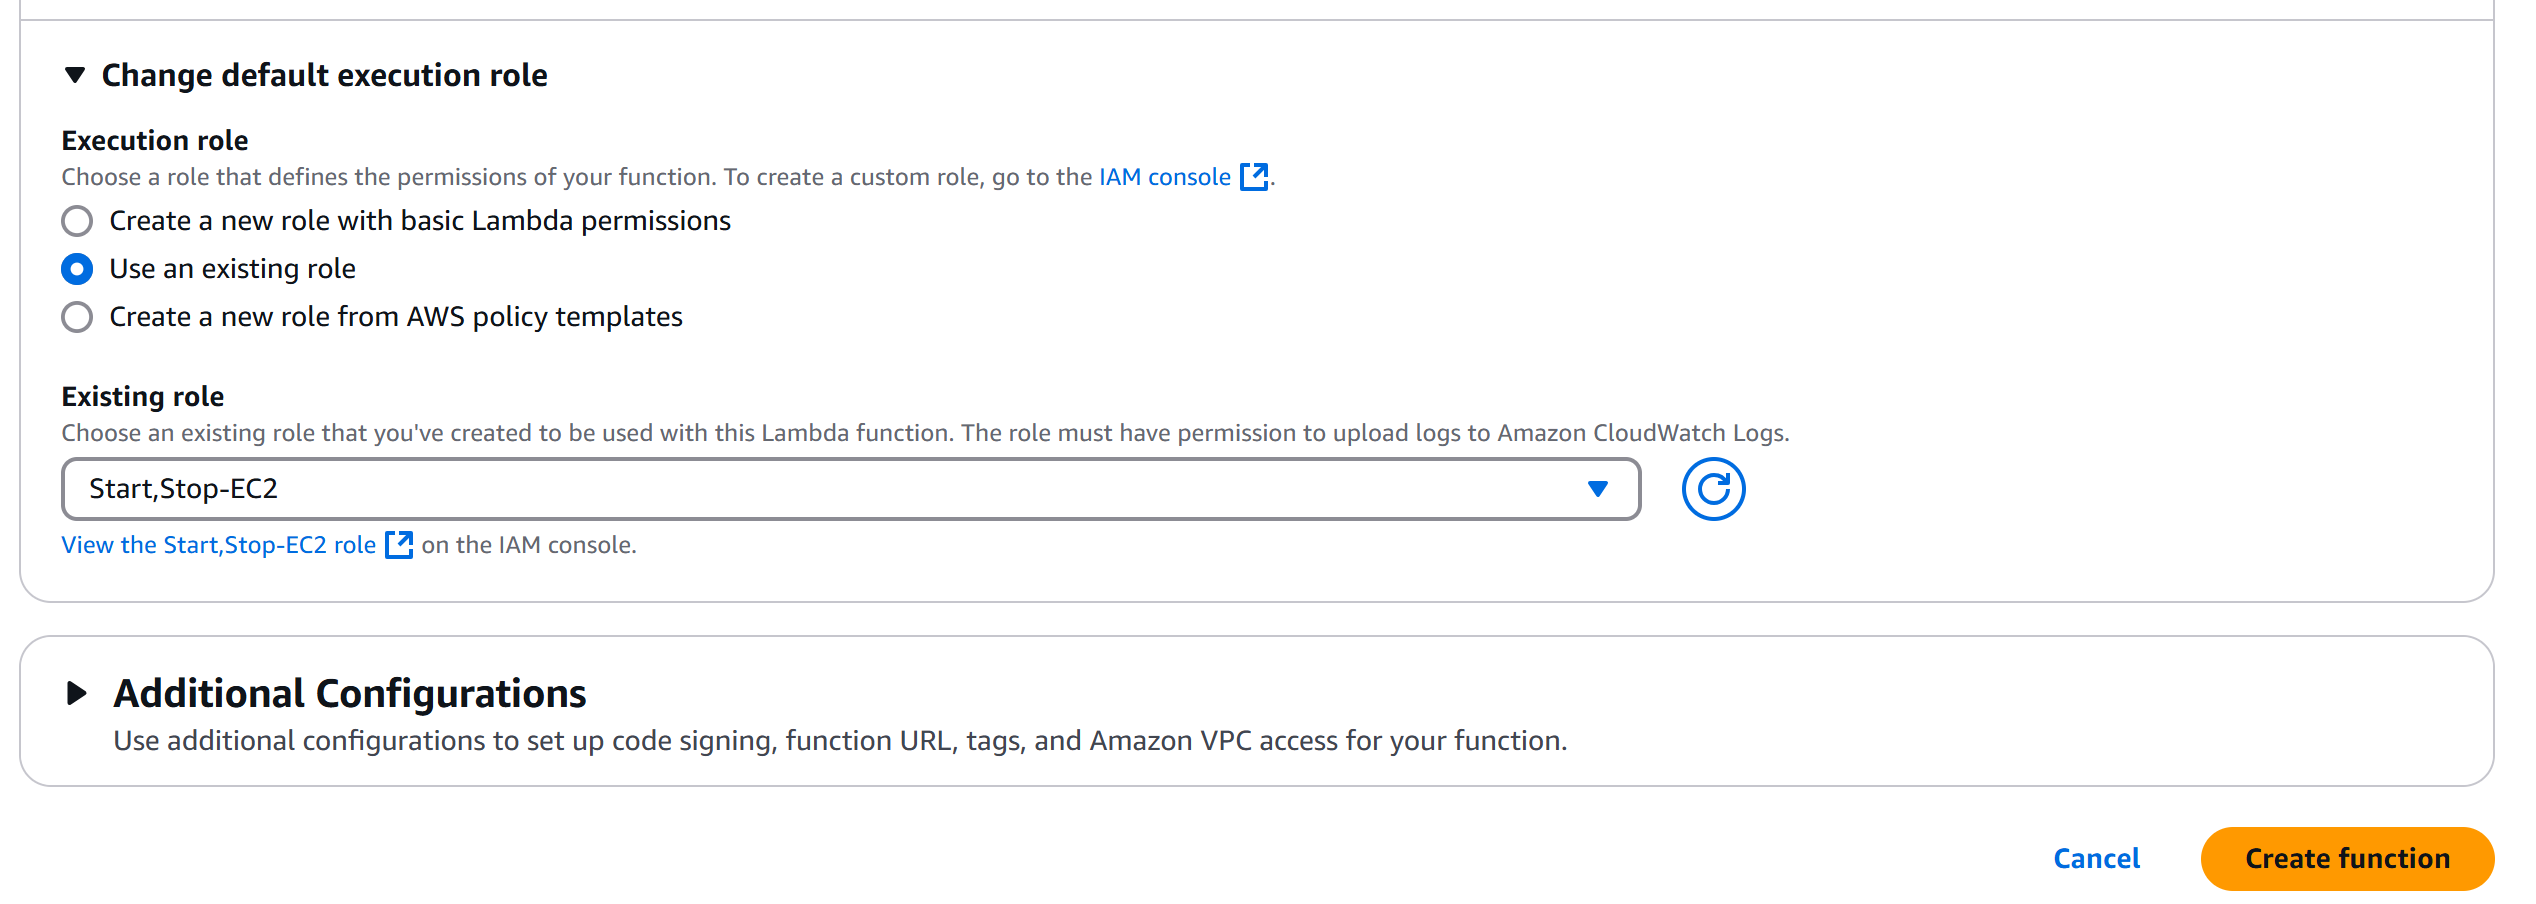 Change default execution role
Execution role
Choose a role that defines the permissions of your function. To create a custom role, go to the IAM console.
Create a new role with basic Lambda permissions
Use an existing role
Create a new role from AWS policy templates
Existing role
Choose an existing role that you've created to be used with this Lambda function. The role must have permission to upload logs to Amazon CloudWatch Logs.
Start,Stop-EC2
View the Start,Stop-EC2 role on the IAM console.
Additional Configurations
Use additional configurations to set up code signing, function URL, tags, and Amazon VPC access for your function.
Cancel
Create function